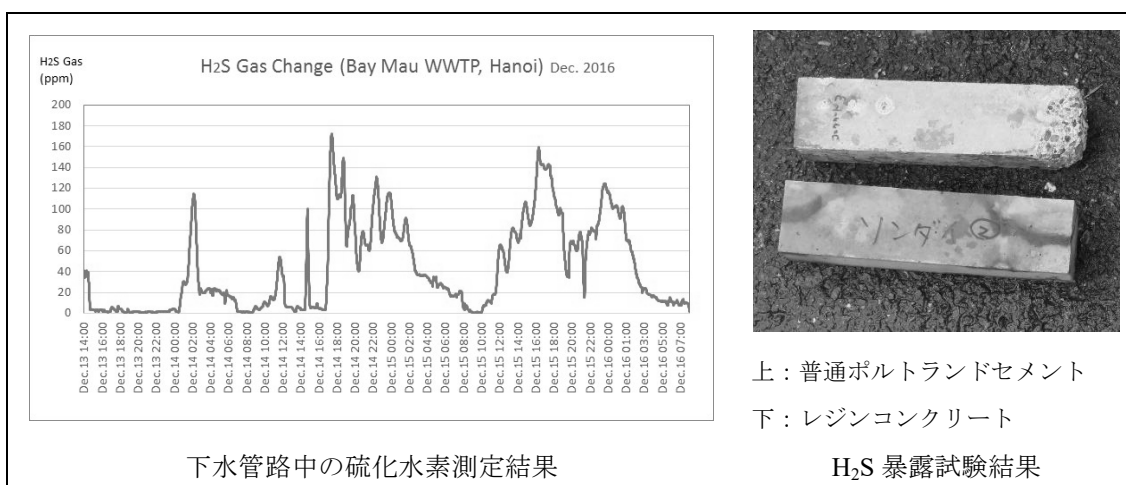 H2S Gas Change (Bay Mau WWTP, Hanoi) Dec. 2016
H2S Gas
(ppm)
200
180
160
140
120
100
80
60
40
20
0
Dec.13 14:00
Dec.13 16:00
Dec.13 18:00
Dec.13 20:00
Dec.13 22:00
Dec.14 00:00
Dec.14 02:00
Dec.14 04:00
Dec.14 06:00
Dec.14 08:00
Dec.14 10:00
Dec.14 12:00
Dec.14 14:00
Dec.14 16:00
Dec.14 18:00
Dec.14 20:00
Dec.14 22:00
Dec.15 00:00
Dec.15 02:00
Dec.15 04:00
Dec.15 06:00
Dec.15 08:00
Dec.15 10:00
Dec.15 12:00
Dec.15 14:00
Dec.15 16:00
Dec.15 18:00
Dec.15 20:00
Dec.15 22:00
Dec.16 00:00
Dec.16 01:00
Dec.16 03:00
Dec.16 05:00
Dec.16 07:00
下水管路中の硫化水素測定結果
ソンダイ②
上：普通ポルトランドセメント
下：レジンコンクリート
H₂S 暴露試験結果